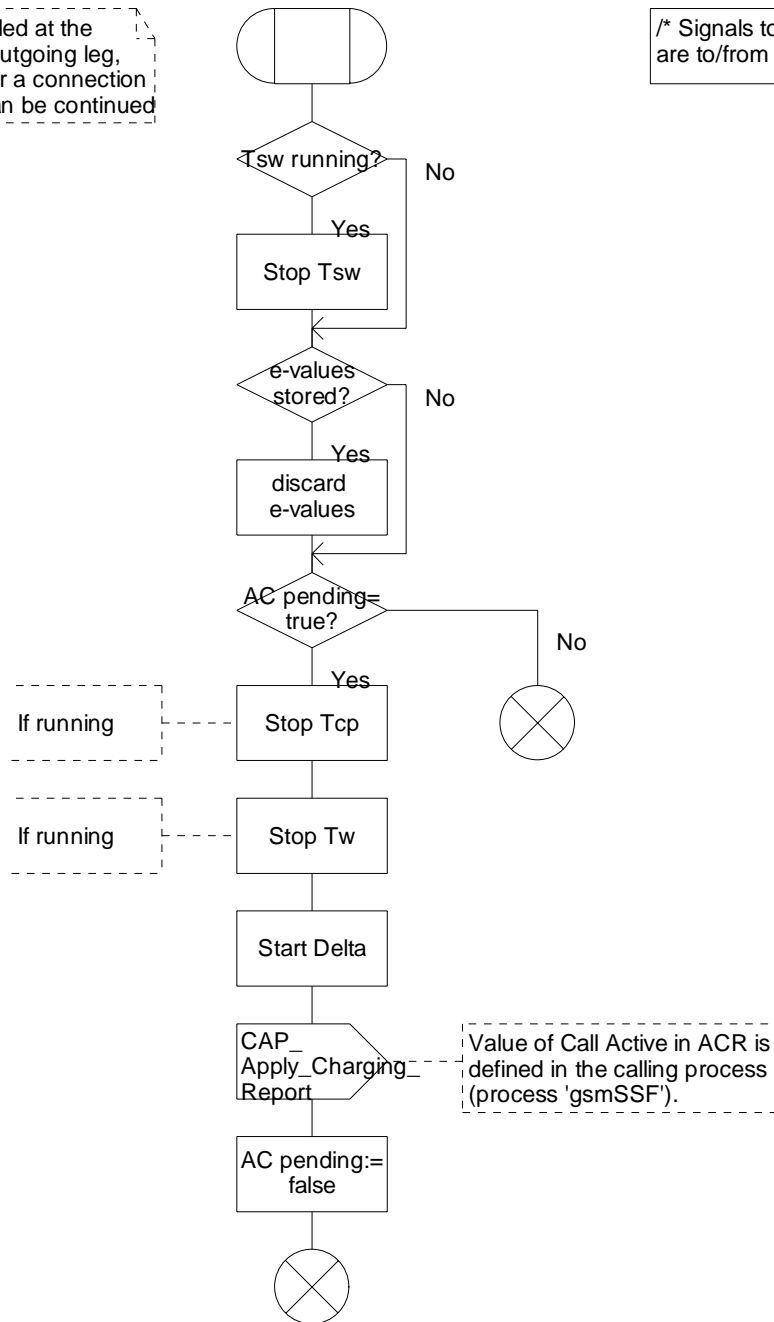 at the
leg,
r a connection
can be continued
/* Signals
are to/from
Tsw running?
No
Yes
Stop Tsw
e-values
stored?
No
Yes
discard
e-values
AC pending=
true?
No
Yes
If running
Stop Tcp
If running
Stop Tw
Start Delta
CAP_
Apply_Charging_
Report
Value of Call Active in ACR is
defined in the calling process
(process 'gsmSSF').
AC pending:=
false